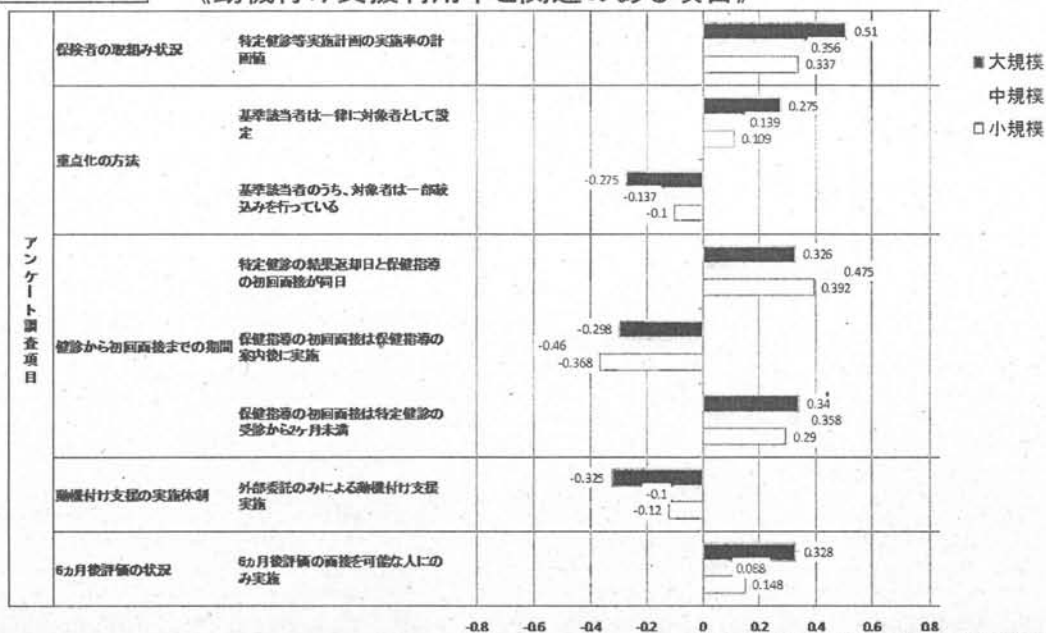 《動機付け支援利用率と関連のある項目》
アンケート調査項目
保険者の取組み状況
特定健診等実施計画の実施率の計
画値
0.51
0.356
0.337
重点化の方法
基準該当者は一律に対象者として設
定
0.275
0.139
0.109
基準該当者のうち、対象者は一部絞
込みを行っている
-0.275
-0.137
-0.1
健診から初回面接までの期間
特定健診の結果返却日と保健指導
の初回面接が同日
0.326
0.475
0.392
保健指導の初回面接は保健指導の
案内後に実施
-0.298
-0.46
-0.368
保健指導の初回面接は特定健診の
受診から2ヶ月未満
0.34
0.358
0.29
動機付け支援の実施体制
外部委託のみによる動機付け支援
実施
-0.325
-0.1
-0.12
6ヵ月後評価の状況
6ヵ月後評価の面接を可能な人にの
み実施
0.328
0.068
0.148
-0.8 -0.6 -0.4 -0.2 0 0.2 0.4 0.6 0.8
大規模
中規模
小規模